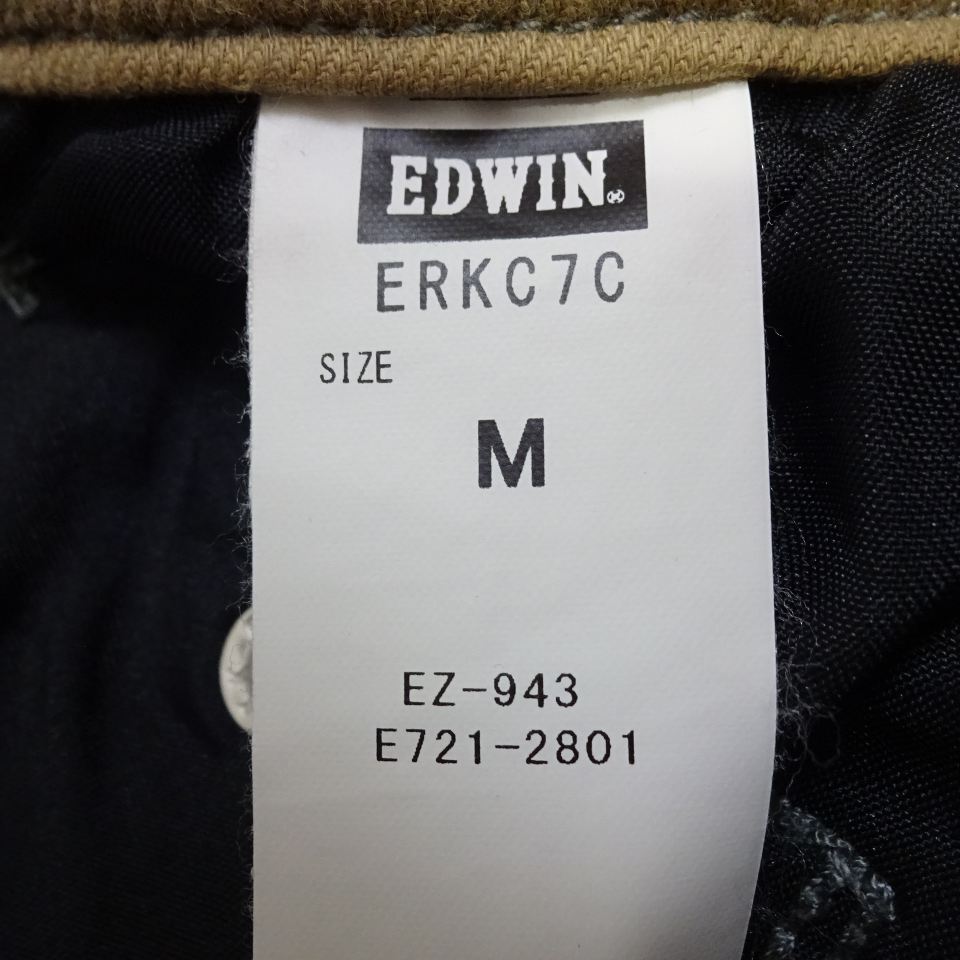 EDWIN
ERKC7C
SIZE
M
EZ-943
E721-2801